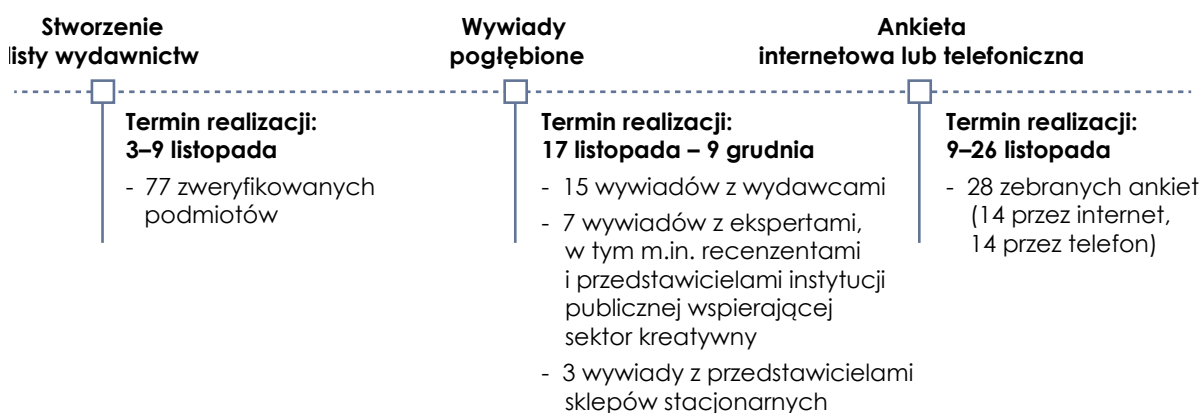 Stworzenie
listy wydawnictw
Termin realizacji:
3–9 listopada
- 77 zweryfikowanych
podmiotów
Wywiady
pogłębione
Termin realizacji:
17 listopada – 9 grudnia
- 15 wywiadów z wydawcami
- 7 wywiadów z ekspertami,
w tym m.in. recenzentami
i przedstawicielami instytucji
publicznej wspierającej
sektor kreatywny
- 3 wywiady z przedstawicielami
sklepów stacjonarnych
Ankieta
internetowa lub telefoniczna
Termin realizacji:
9–26 listopada
- 28 zebranych ankiet
(14 przez internet,
14 przez telefon)